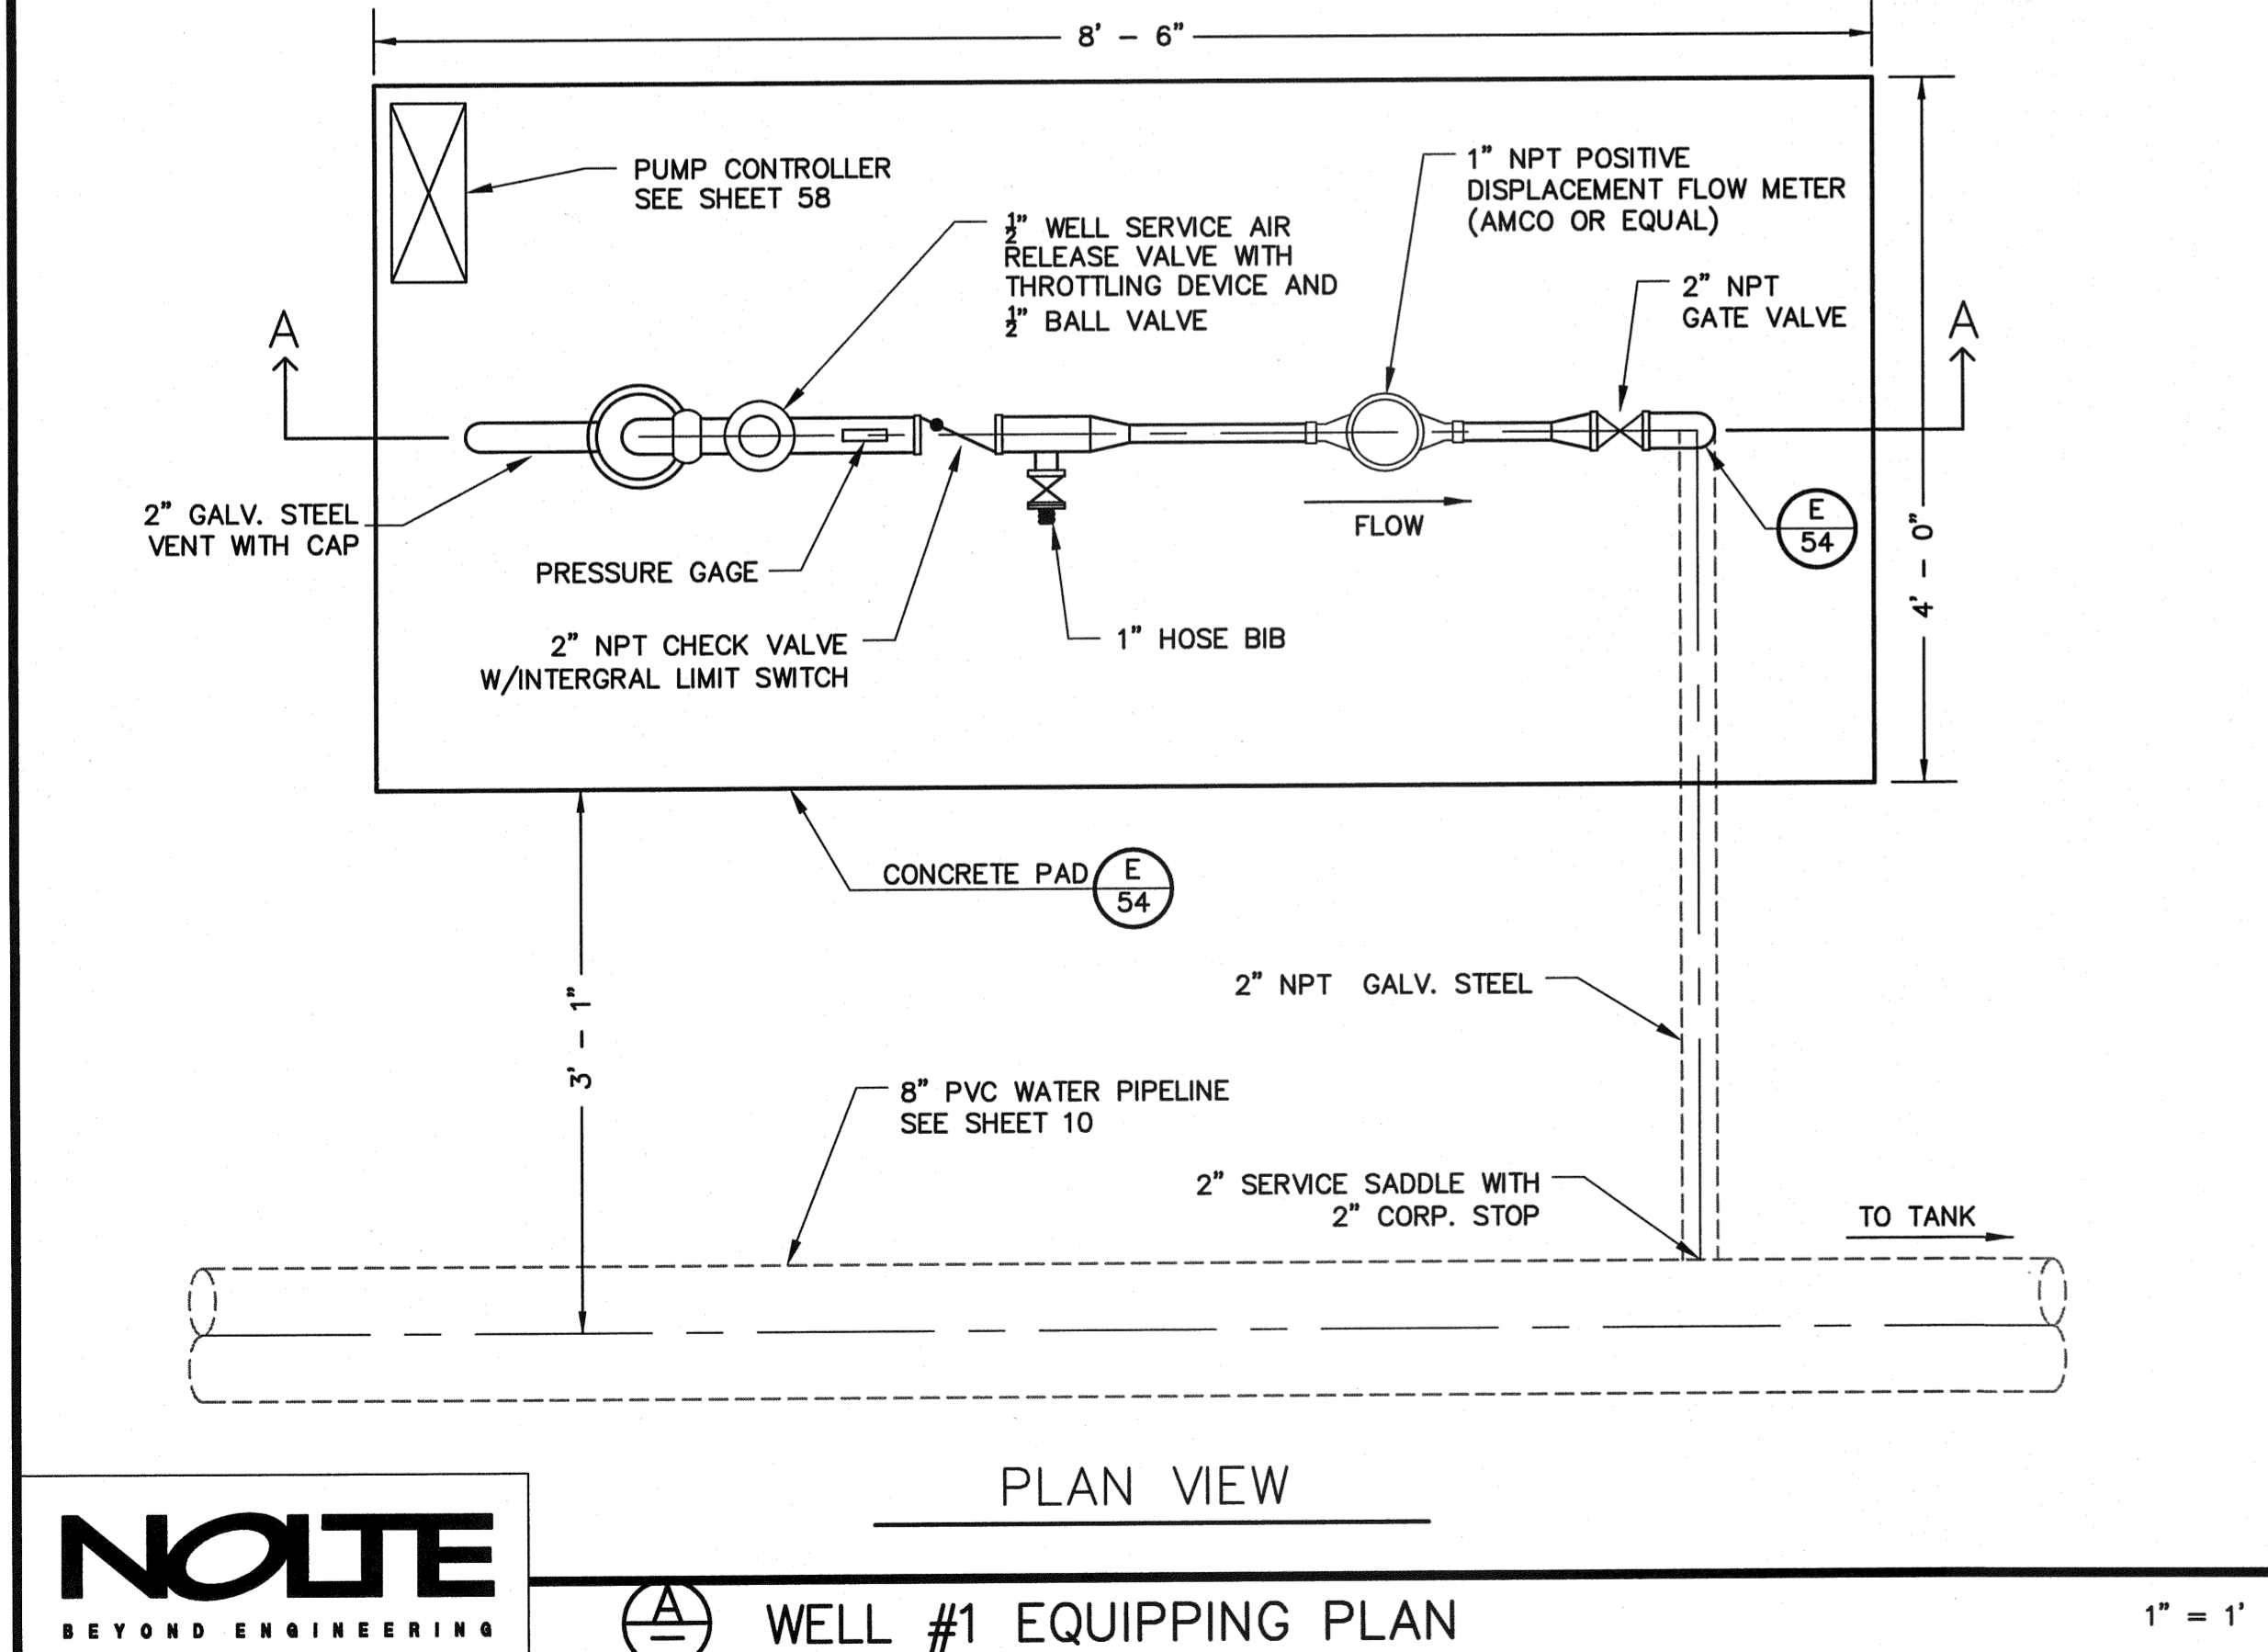 8' - 6"
PUMP CONTROLLER
SEE SHEET 58
1" NPT POSITIVE
DISPLACEMENT FLOW METER
(AMCO OR EQUAL)
½" WELL SERVICE AIR
RELEASE VALVE WITH
THROTTLING DEVICE AND
½" BALL VALVE
2" NPT
GATE VALVE
A
A
2" GALV. STEEL
VENT WITH CAP
FLOW
E
54
4' - 0"
PRESSURE GAGE
2" NPT CHECK VALVE
W/INTERGRAL LIMIT SWITCH
1" HOSE BIB
CONCRETE PAD
E
54
3' - 1"
2" NPT GALV. STEEL
8" PVC WATER PIPELINE
SEE SHEET 10
2" SERVICE SADDLE WITH
2" CORP. STOP
TO TANK
PLAN VIEW
NOLTE
BEYOND ENGINEERING
A
–
WELL #1 EQUIPPING PLAN
1" = 1'